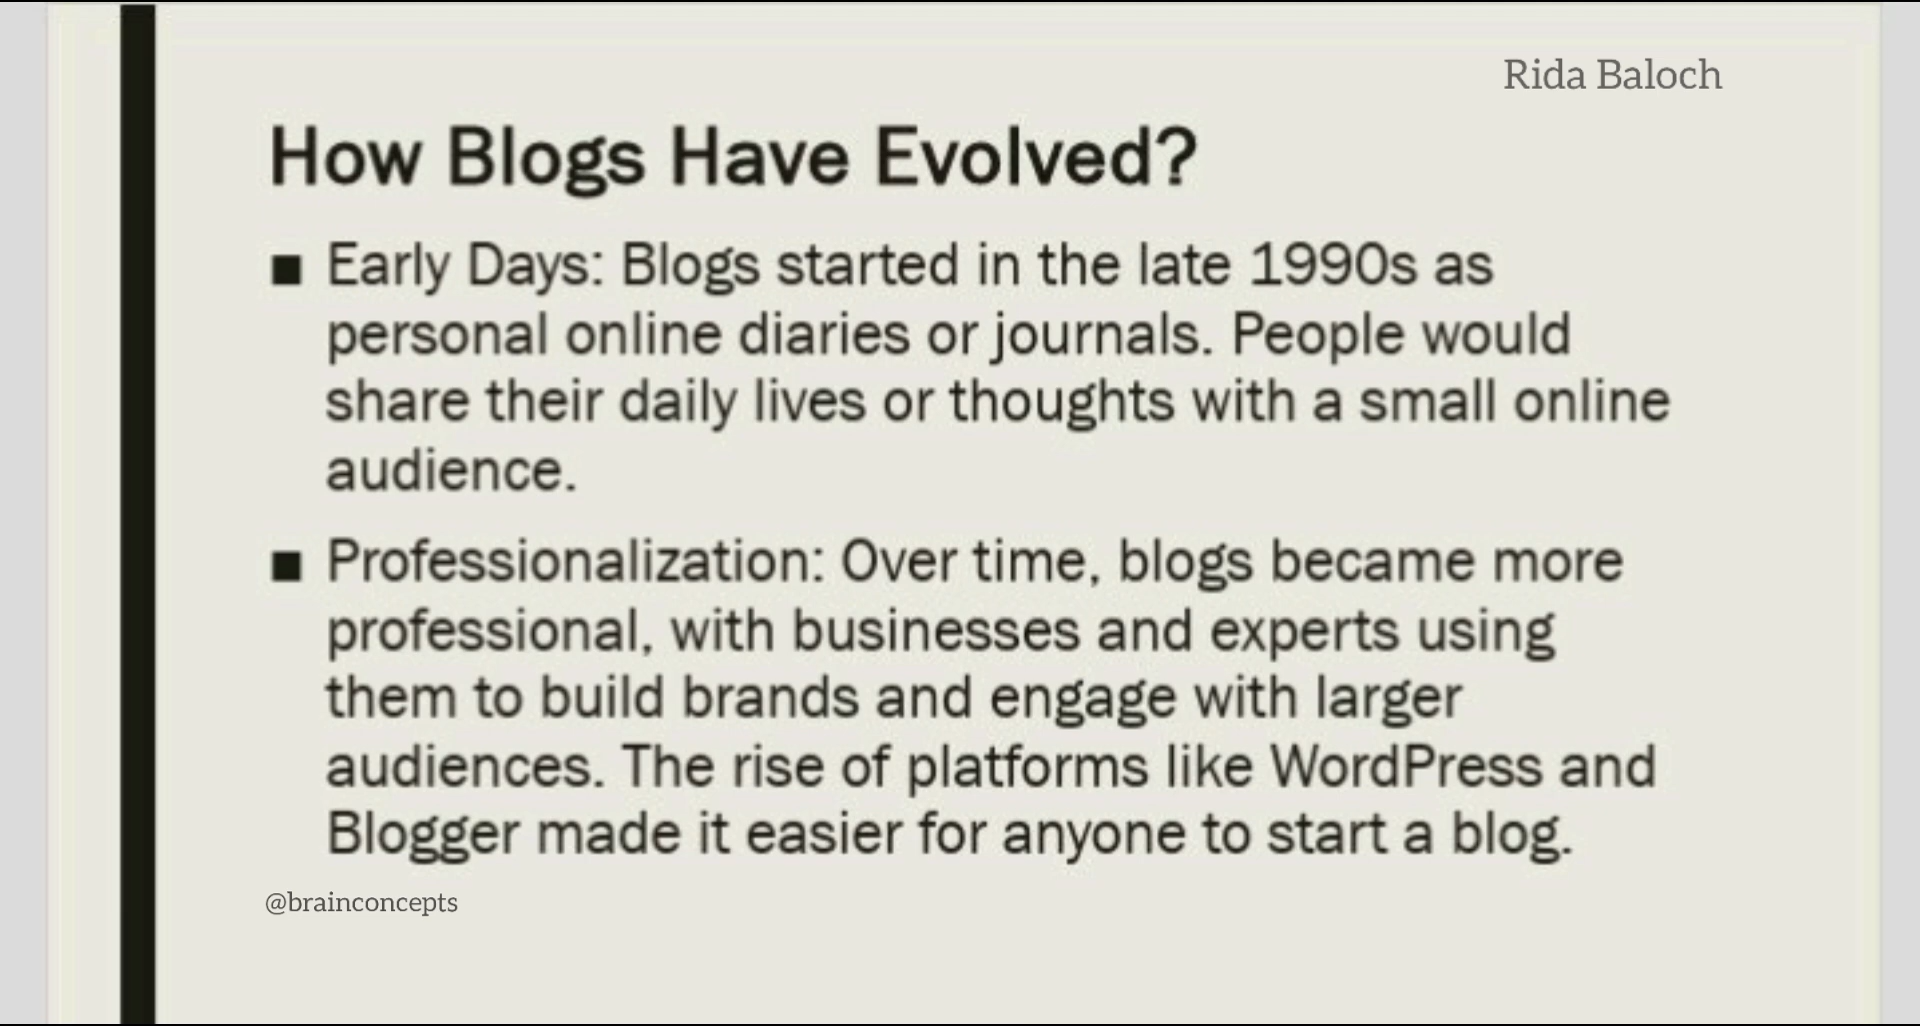 Rida Baloch
How Blogs Have Evolved?
■ Early Days: Blogs started in the late 1990s as
personal online diaries or journals. People would
share their daily lives or thoughts with a small online
audience.
■ Professionalization: Over time, blogs became more
professional, with businesses and experts using
them to build brands and engage with larger
audiences. The rise of platforms like WordPress and
Blogger made it easier for anyone to start a blog.
@brainconcepts